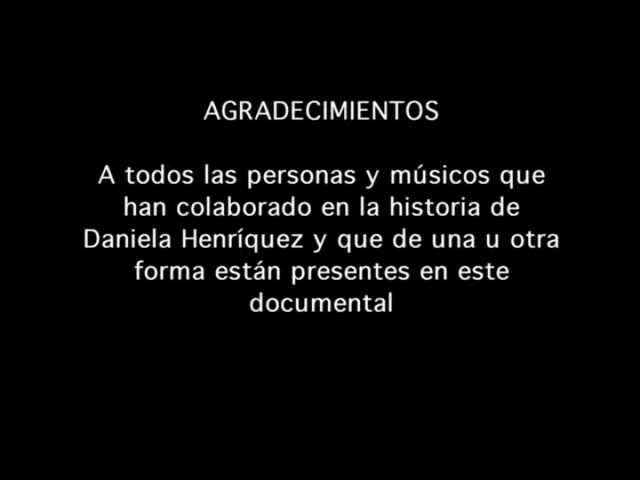 AGRADECIMIENTOS
A todos las personas y músicos que
han colaborado en la historia de
Daniela Henríquez y que de una u otra
forma están presentes en este
documental